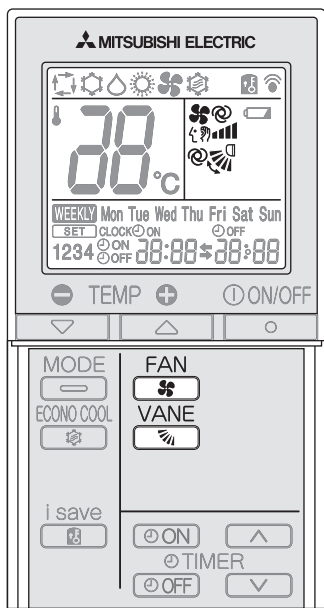 MITSUBISHI ELECTRIC
88°C
WEEKLY Mon Tue Wed Thu Fri Sat Sun
SET CLOCK ON OFF
1234 ON OFF 88:88 88:88
TEMP ON/OFF
MODE FAN
ECONO COOL VANE
i save
ON
TIMER
OFF